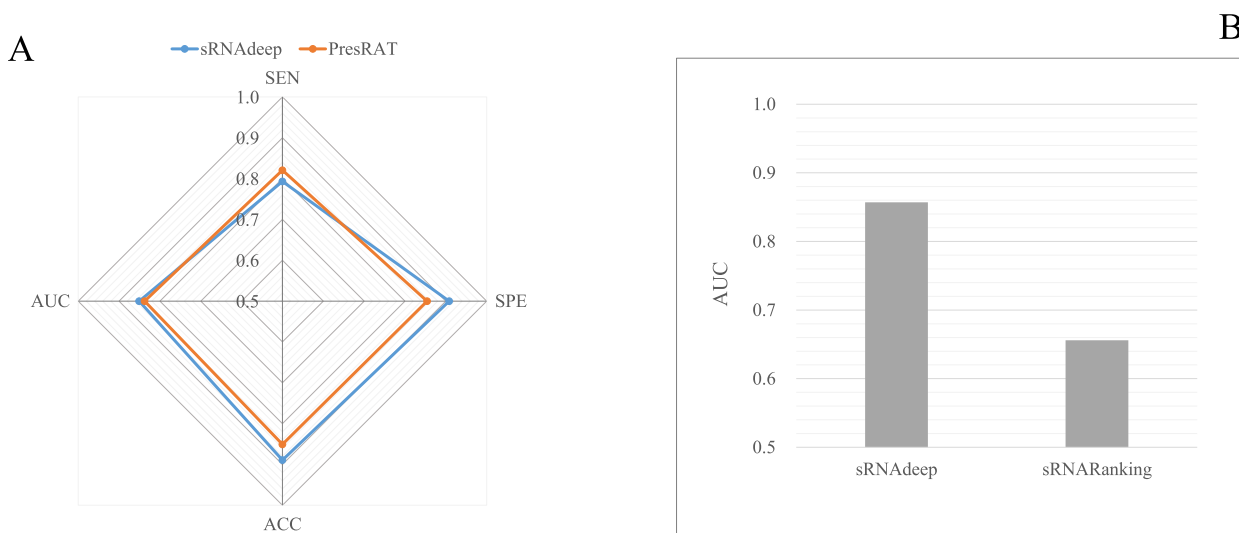 A
sRNAdeep PresRAT
SEN
1.0
0.9
0.8
0.7
0.6
0.5
AUC
SPE
ACC
B
1.0
0.9
0.8
0.7
0.6
0.5
AUC
sRNAdeep sRNARanking